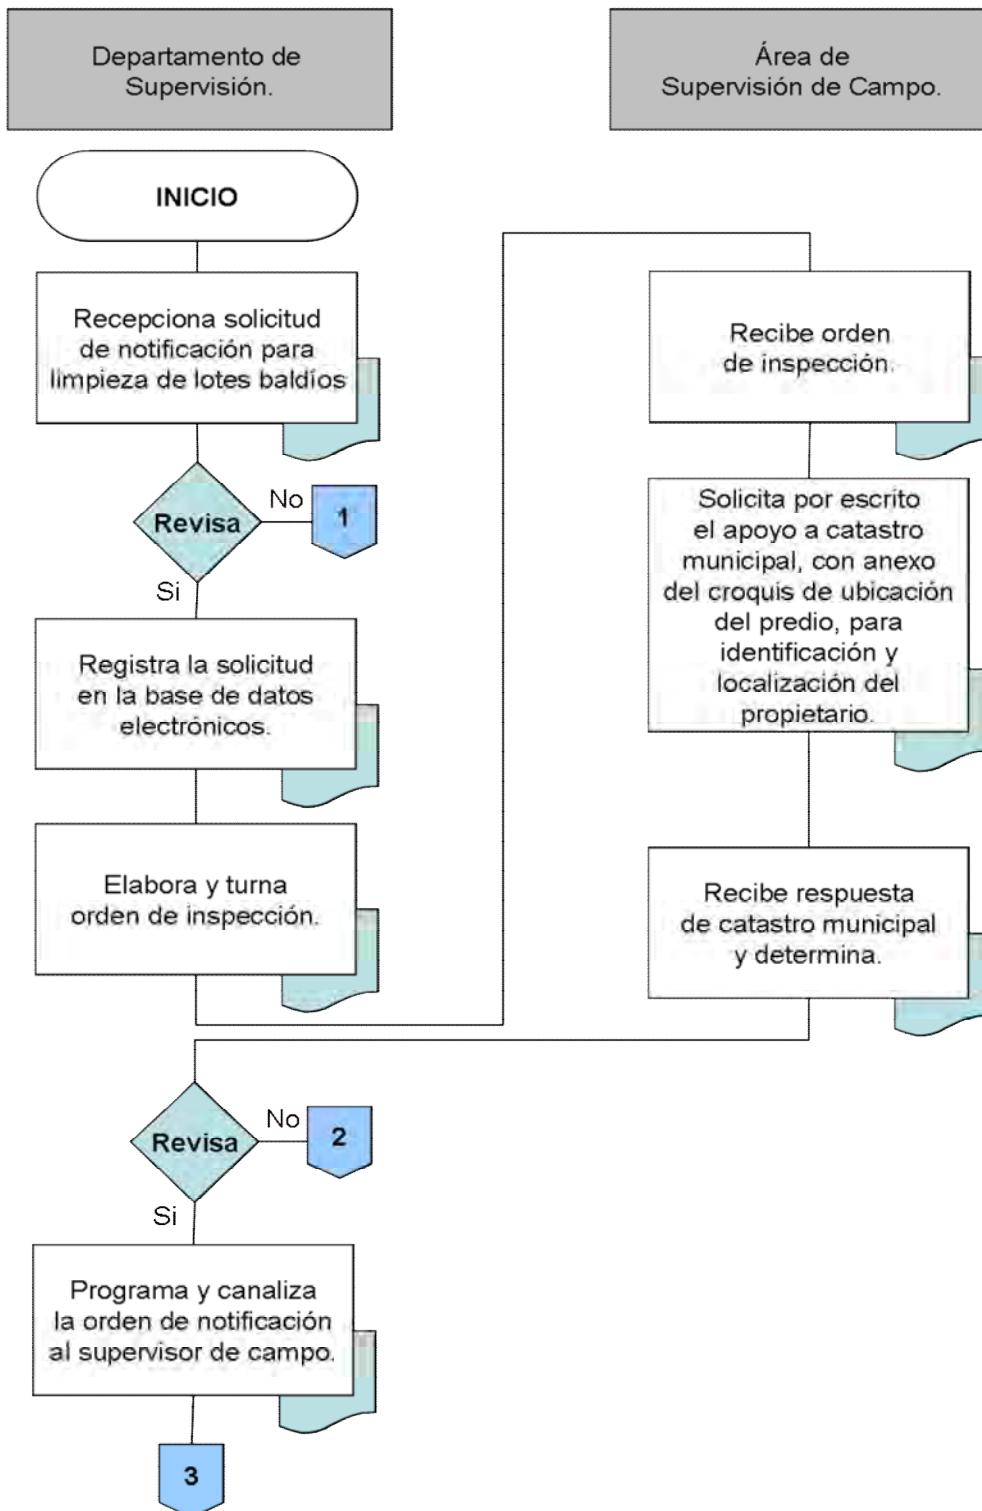 Departamento de
Supervisión.
Área de
Supervisión de Campo.
INICIO
Recepciona solicitud
de notificación para
limpieza de lotes baldíos
Revisa
No
1
Si
Registra la solicitud
en la base de datos
electrónicos.
Elabora y turna
orden de inspección.
Recibe orden
de inspección.
Solicita por escrito
el apoyo a catastro
municipal, con anexo
del croquis de ubicación
del predio, para
identificación y
localización del
propietario.
Recibe respuesta
de catastro municipal
y determina.
Revisa
No
2
Si
Programa y canaliza
la orden de notificación
al supervisor de campo.
3